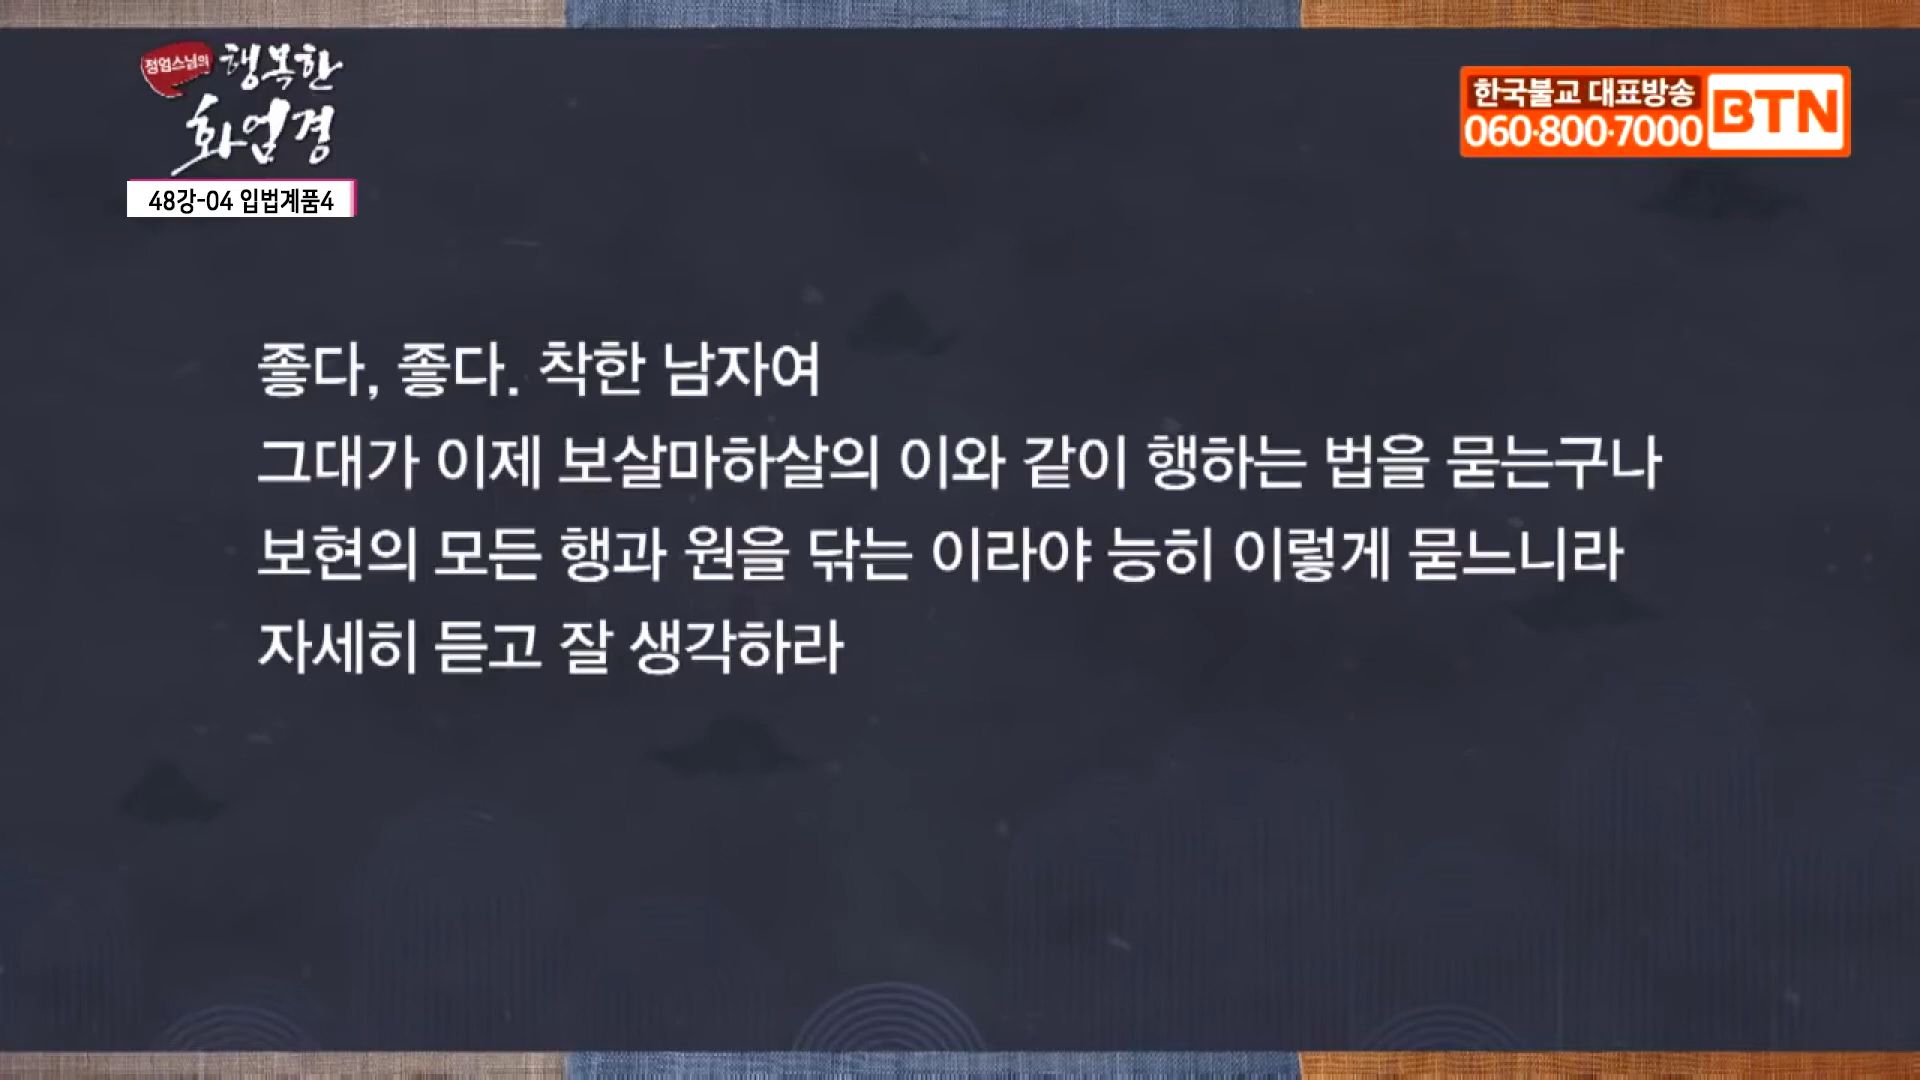 정엄스님의
행복한
화엄경
48강-04 입법계품4
한국불교 대표방송
060·800·7000
BTN
좋다, 좋다. 착한 남자여
그대가 이제 보살마하살의 이와 같이 행하는 법을 묻는구나
보현의 모든 행과 원을 닦는 이라야 능히 이렇게 묻느니라
자세히 듣고 잘 생각하라